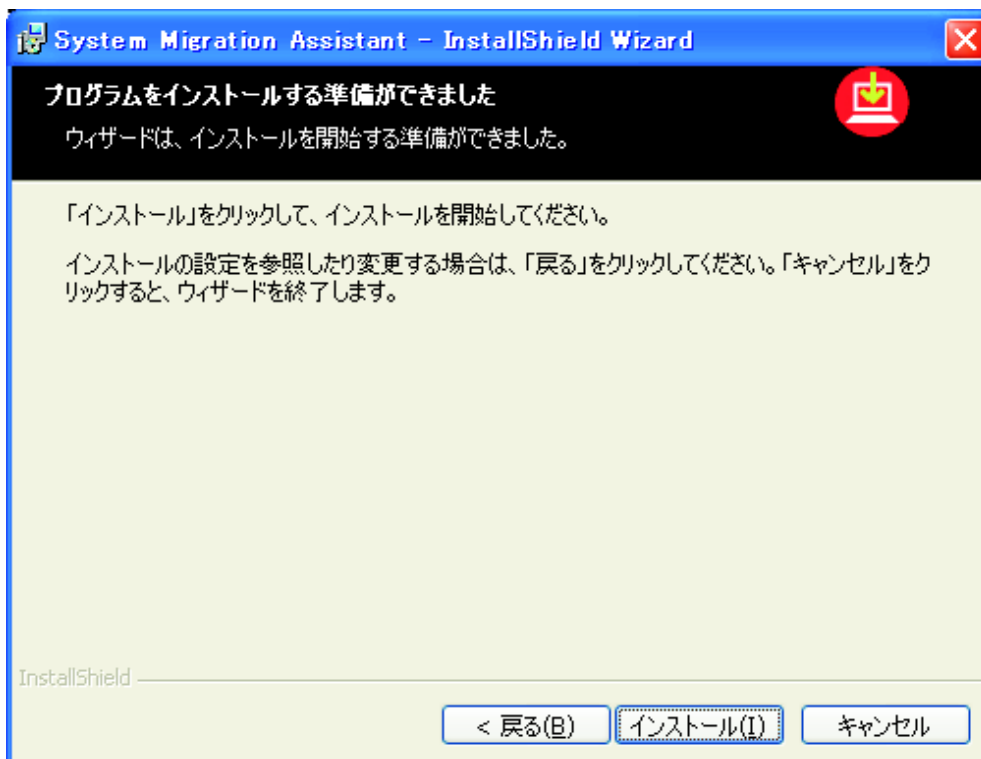 System Migration Assistant - InstallShield Wizard
プログラムをインストールする準備ができました
ウィザードは、インストールを開始する準備ができました。
「インストール」をクリックして、インストールを開始してください。
インストールの設定を参照したり変更する場合は、「戻る」をクリックしてください。「キャンセル」をク
リックすると、ウィザードを終了します。
InstallShield
< 戻る(B) インストール(I) キャンセル